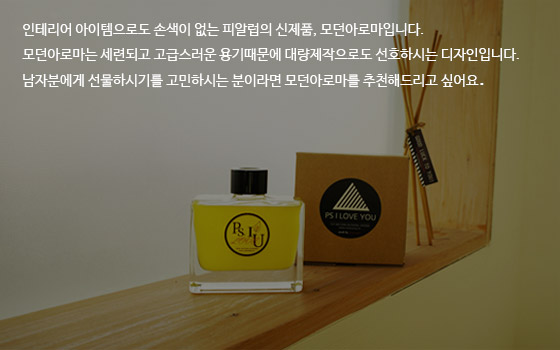 인테리어 아이템으로도 손색이 없는 피알럽의 신제품, 모던아로마입니다.
모던아로마는 세련되고 고급스러운 용기때문에 대량제작으로도 선호하시는 디자인입니다.
남자분에게 선물하시기를 고민하시는 분이라면 모던아로마를 추천해드리고 싶어요.
PS I LOVE YOU
PS I
U